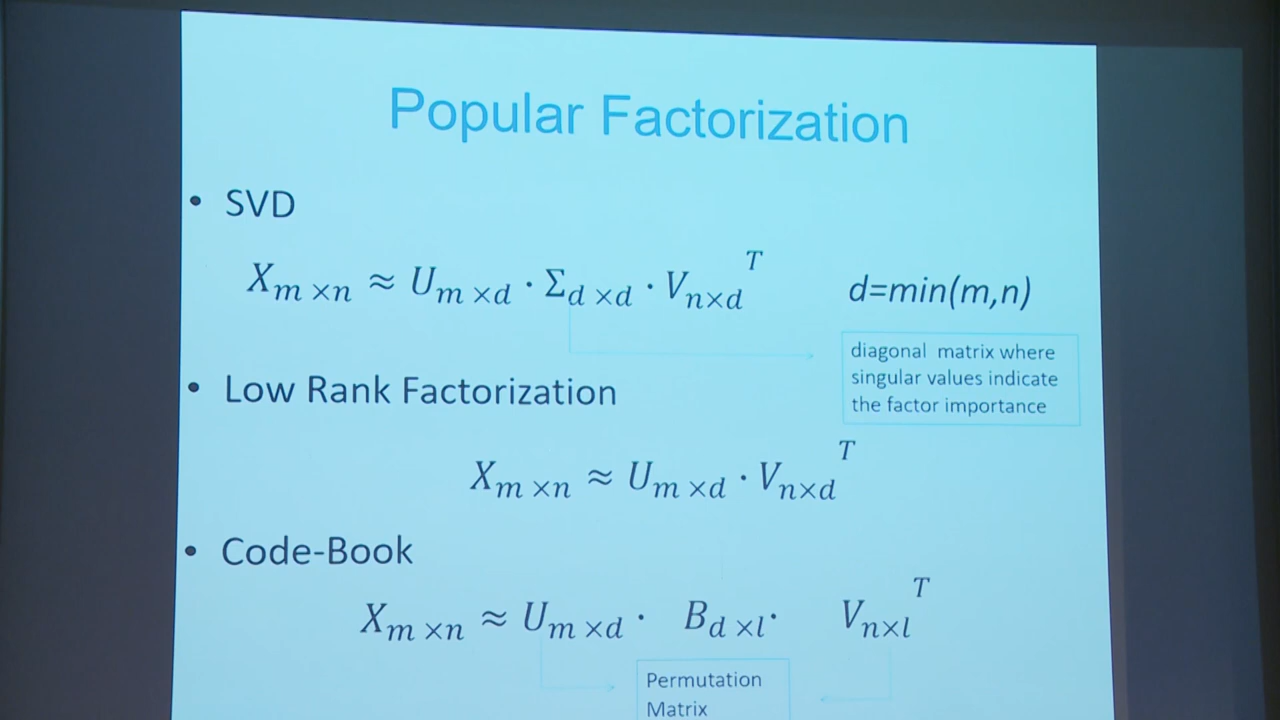 Popular Factorization
• SVD
X_{m ×n} ≈ U_{m ×d} · Σ_{d ×d} · V_{n×d}^T
d=min(m,n)
diagonal matrix where
singular values indicate
the factor importance
• Low Rank Factorization
X_{m ×n} ≈ U_{m ×d} · V_{n×d}^T
• Code-Book
X_{m ×n} ≈ U_{m ×d} · B_{d ×l} · V_{n×l}^T
Permutation
Matrix